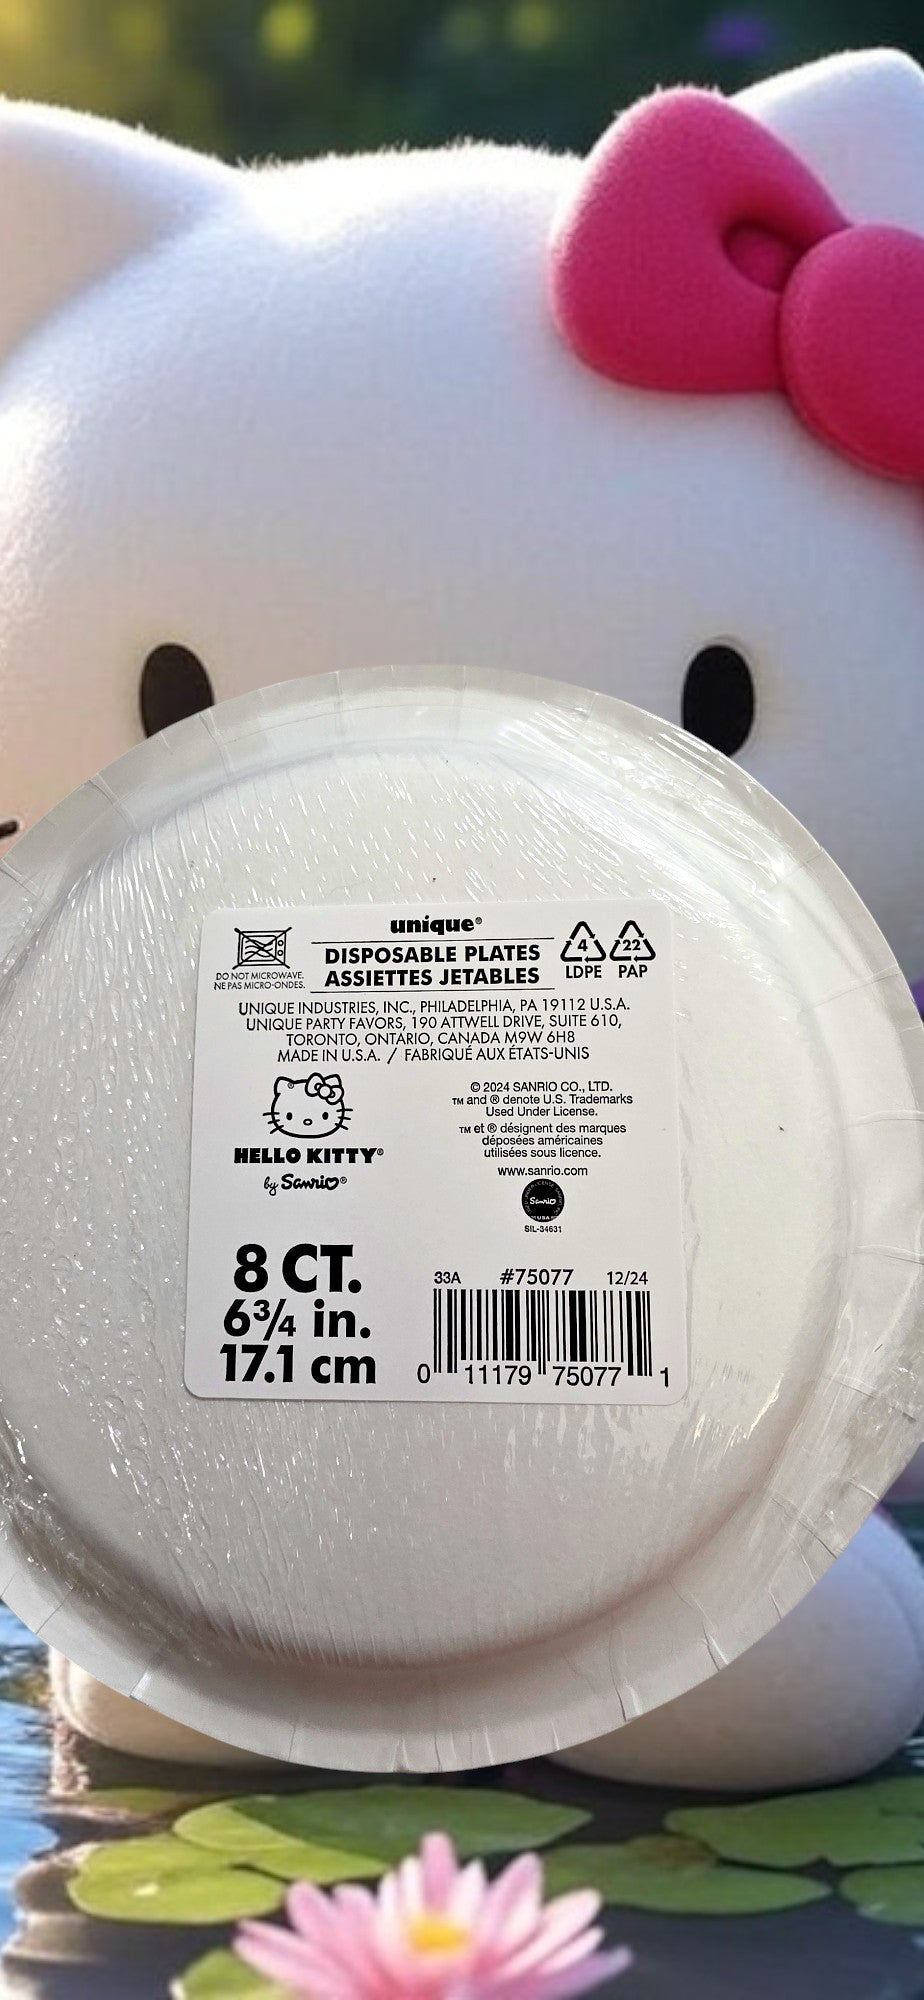 unique®
DISPOSABLE PLATES
ASSIETTES JETABLES
DO NOT MICROWAVE.
NE PAS MICRO-ONDES.
4
LDPE
22
PAP
UNIQUE INDUSTRIES, INC., PHILADELPHIA, PA 19112 U.S.A.
UNIQUE PARTY FAVORS, 190 ATTWELL DRIVE, SUITE 610,
TORONTO, ONTARIO, CANADA M9W 6H8
MADE IN U.S.A. / FABRIQUÉ AUX ÉTATS-UNIS
HELLO KITTY®
by Sanrio®
© 2024 SANRIO CO., LTD.
TM and ® denote U.S. Trademarks
Used Under License.
TM et ® désignent des marques
déposées américaines
utilisées sous licence.
www.sanrio.com
Sanrio
USA
SIL-34631
8 CT.
6¾ in.
17.1 cm
33A #75077 12/24
0 11179 75077 1